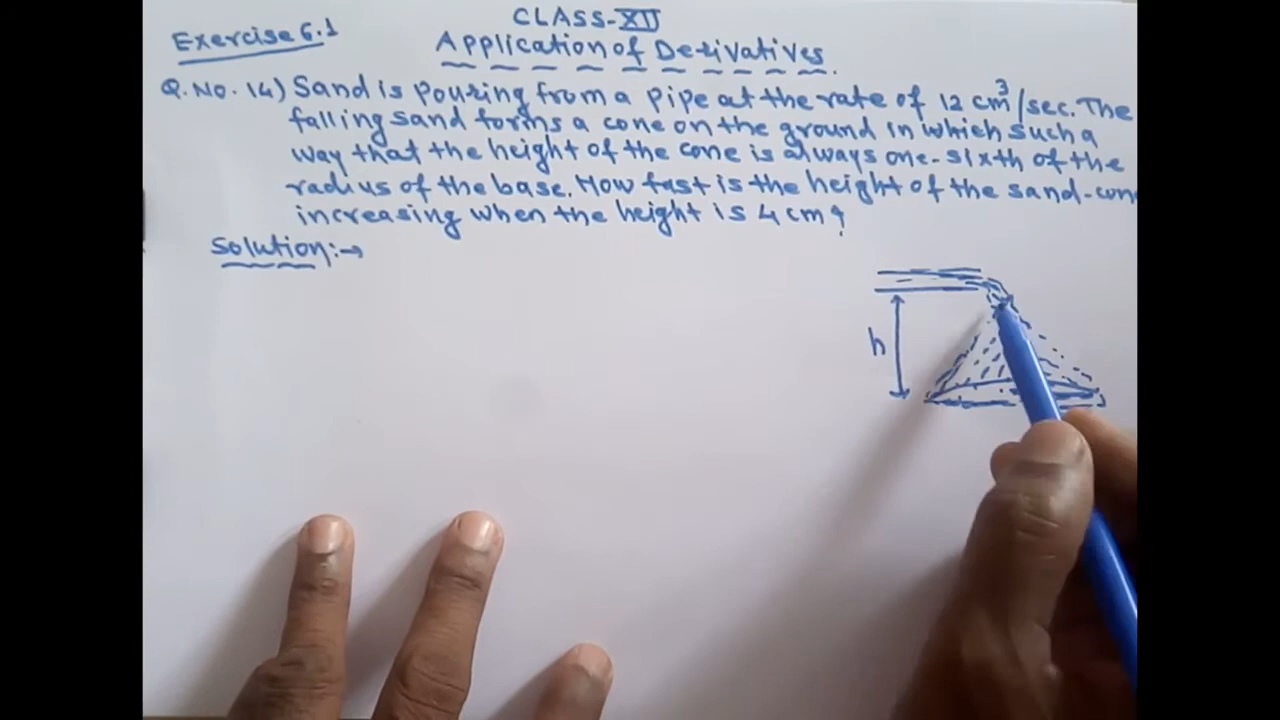 CLASS-XII
Exercise 6.1
Application of Derivatives.
Q. No. 14) Sand is pouring from a pipe at the rate of 12 cm³/sec. The
falling sand forms a cone on the ground in which such a
way that the height of the cone is always one-sixth of the
radius of the base. How fast is the height of the sand-con
increasing when the height is 4 cm?
Solution:→
h